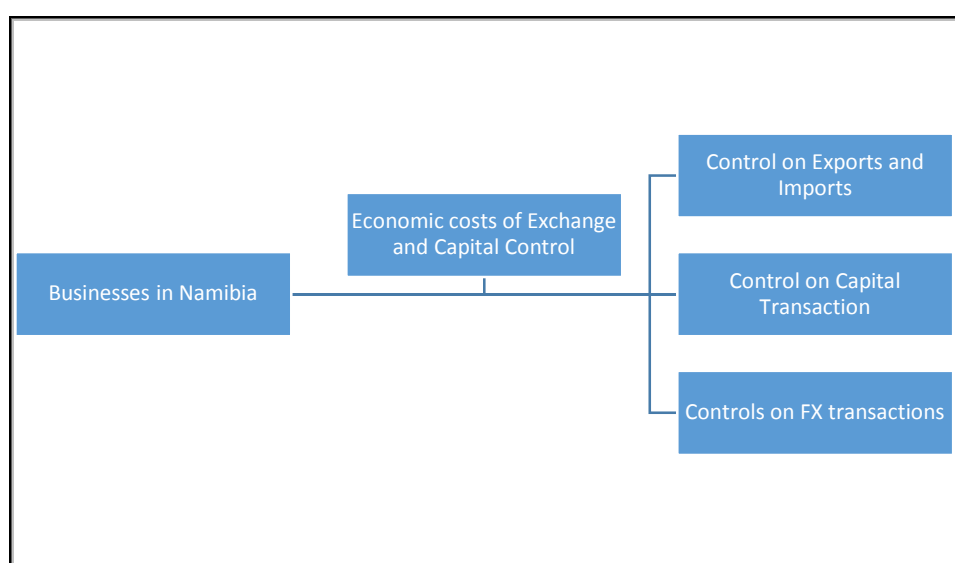 Businesses in Namibia
Economic costs of Exchange
and Capital Control
Control on Exports and
Imports
Control on Capital
Transaction
Controls on FX transactions